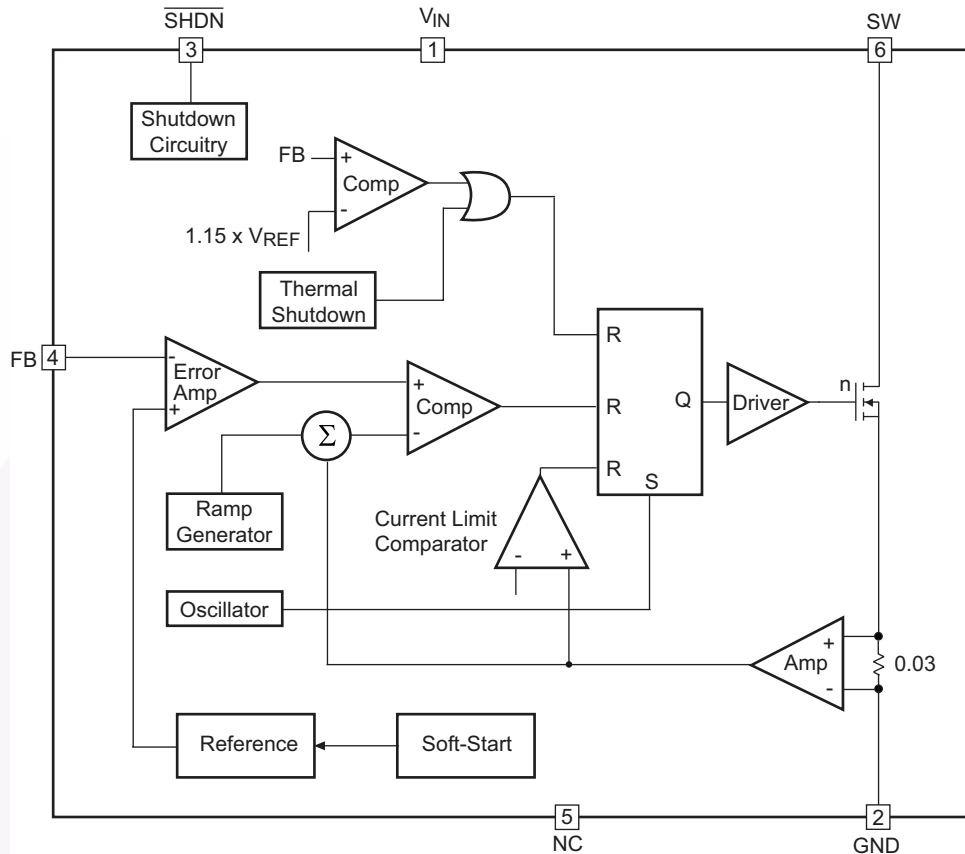 SHDN
VIN
SW
3
1
6
Shutdown
Circuitry
FB
+
Comp
-
1.15 x VREF
Thermal
Shutdown
R
FB
4
-
Error
Amp
+
+
Comp
-
R
Q
Driver
n
Σ
R
S
Ramp
Generator
Current Limit
Comparator
-
+
Oscillator
+
Amp
-
0.03
Reference
Soft-Start
5
2
NC
GND